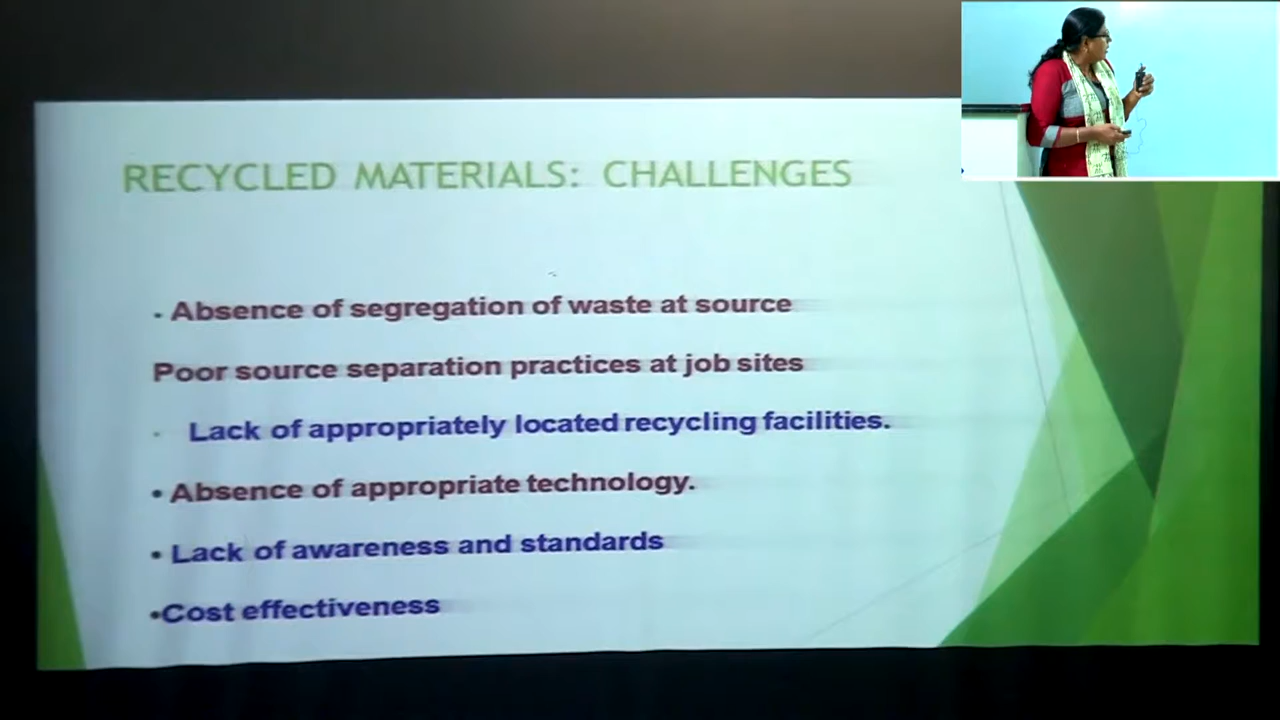 RECYCLED MATERIALS: CHALLENGES
• Absence of segregation of waste at source
Poor source separation practices at job sites
• Lack of appropriately located recycling facilities.
• Absence of appropriate technology.
• Lack of awareness and standards
•Cost effectiveness